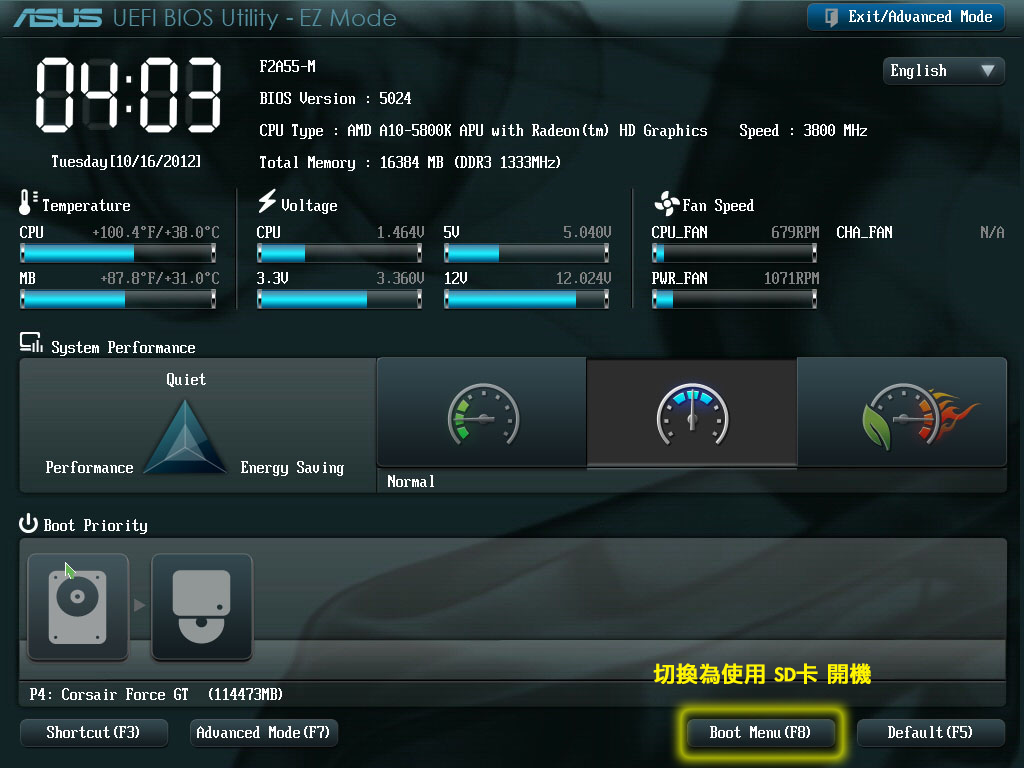 ASUS UEFI BIOS Utility - EZ Mode
Exit/Advanced Mode
04:03
Tuesday[10/16/2012]
F2A55-M
BIOS Version : 5024
CPU Type : AMD A10-5800K APU with Radeon(tm) HD Graphics Speed : 3800 MHz
Total Memory : 16384 MB (DDR3 1333MHz)
English
Temperature
CPU +100.4°F/+38.0°C
MB +87.8°F/+31.0°C
Voltage
CPU 1.464V 5V 5.040V
3.3V 3.360V 12V 12.024V
Fan Speed
CPU_FAN 679RPM CHA_FAN N/A
PWR_FAN 1071RPM
System Performance
Quiet
Performance Energy Saving
Normal
Boot Priority
P4: Corsair Force GT (114473MB)
切換為使用 SD卡 開機
Shortcut(F3) Advanced Mode(F7) Boot Menu(F8) Default(F5)